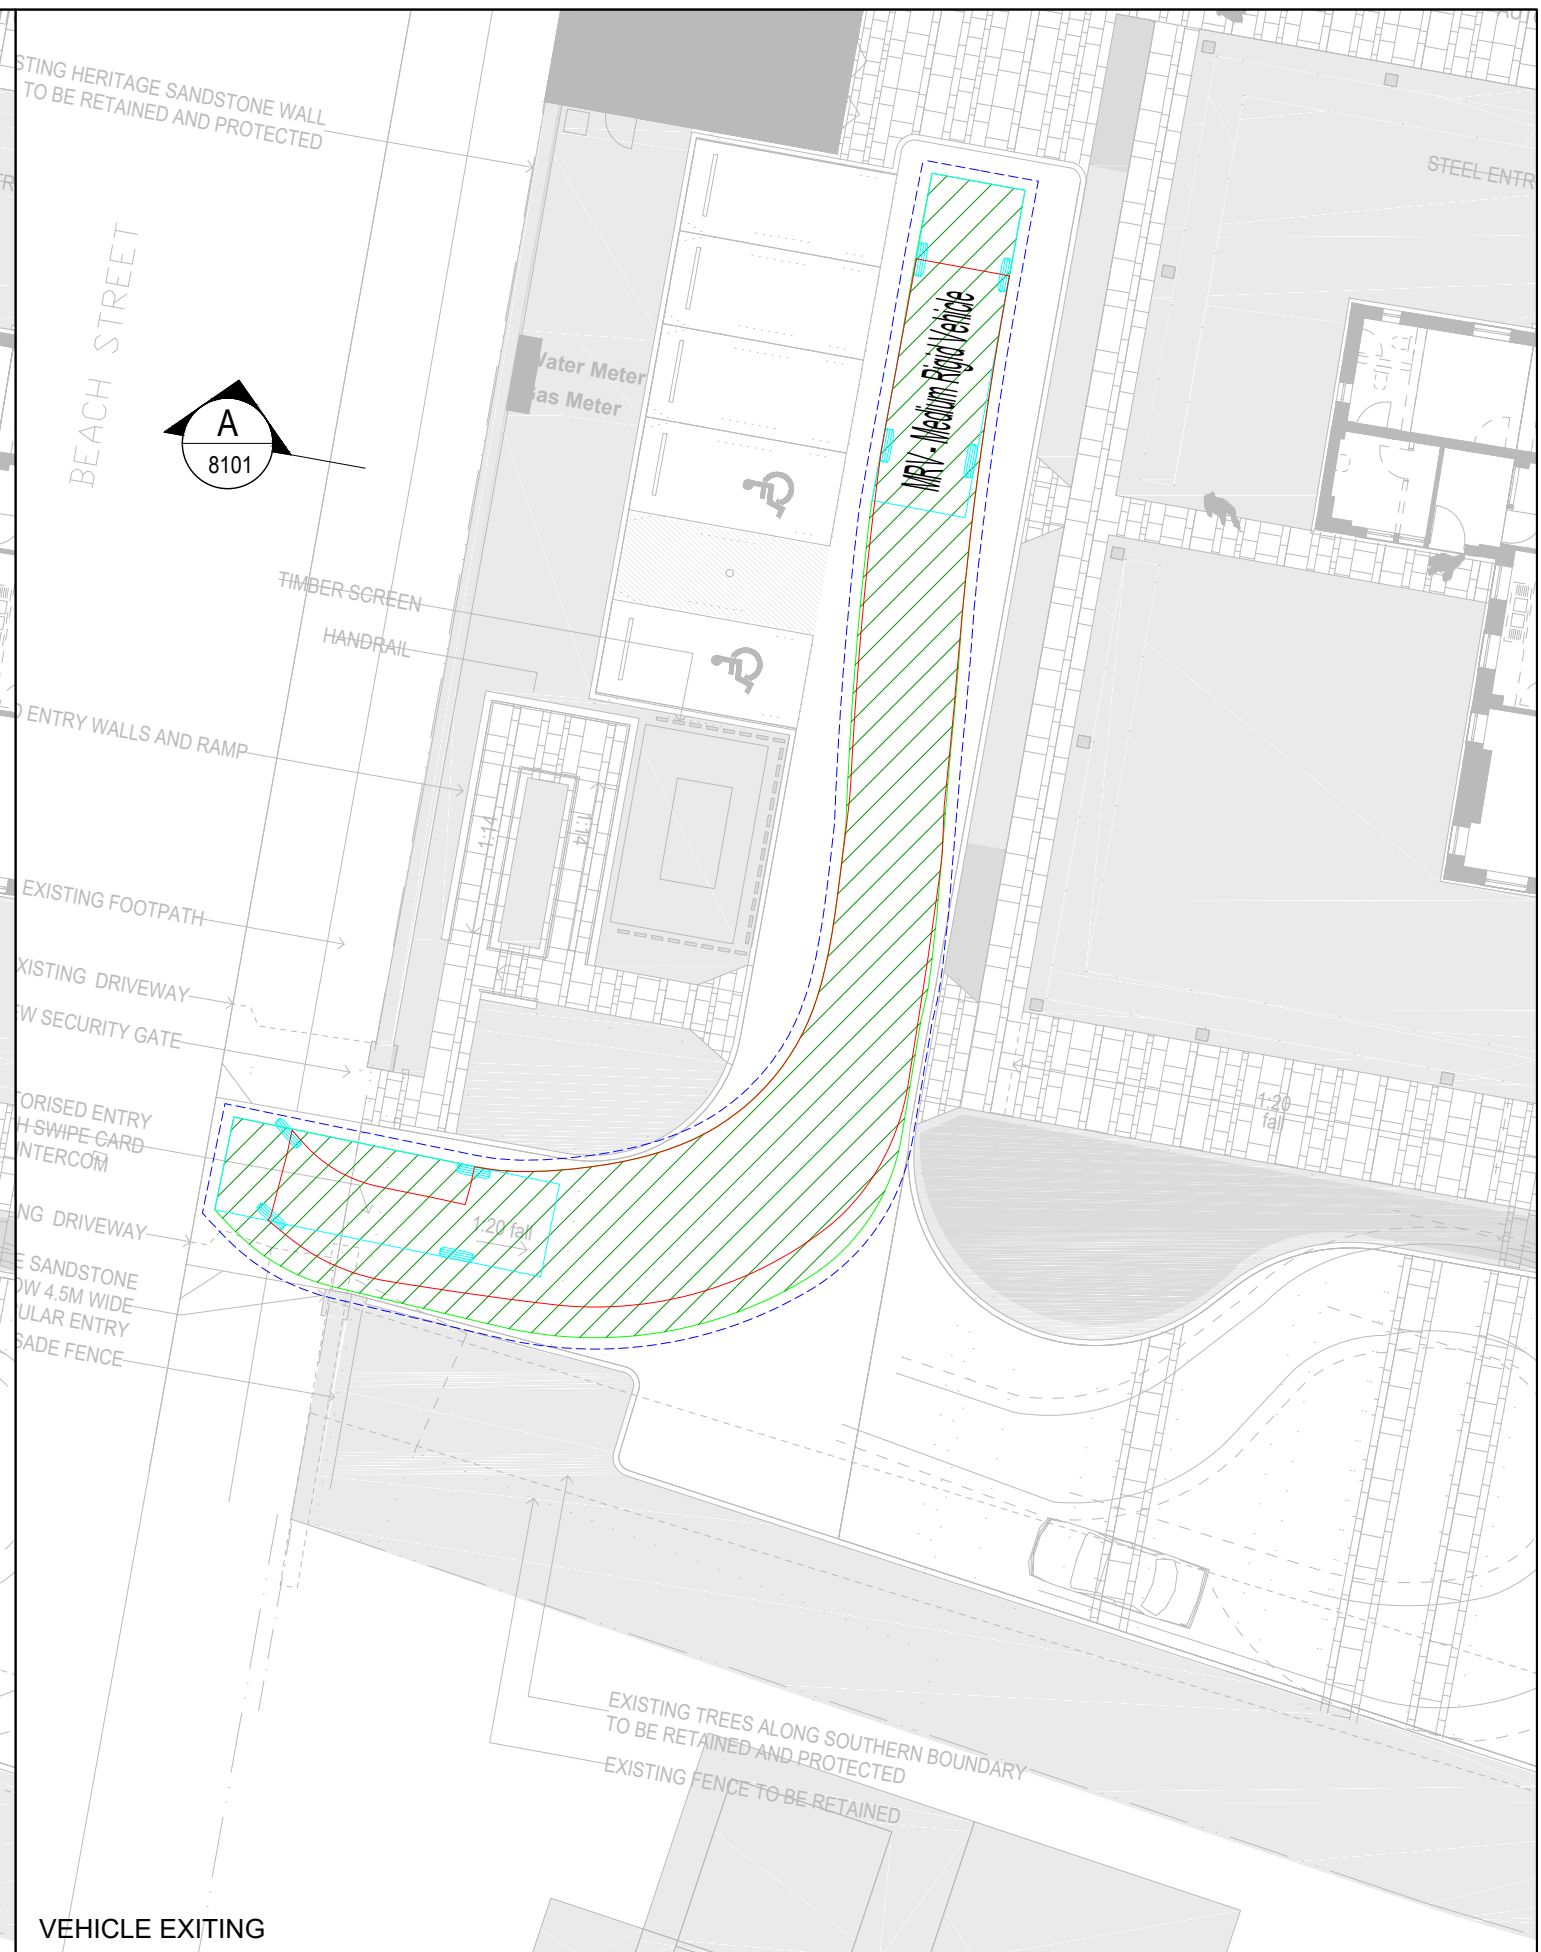 STING HERITAGE SANDSTONE WALL
TO BE RETAINED AND PROTECTED
STEEL ENTR
BEACH STREET
Water Meter
Gas Meter
A
8101
MRV - Medium Rigid Vehicle
TIMBER SCREEN
HANDRAIL
ENTRY WALLS AND RAMP
1:14
1:14
EXISTING FOOTPATH
XISTING DRIVEWAY
EW SECURITY GATE
TORISED ENTRY
H SWIPE CARD
INTERCOM
1:20
fall
NG DRIVEWAY
1:20 fall
E SANDSTONE
OW 4.5M WIDE
ULAR ENTRY
SADE FENCE
EXISTING TREES ALONG SOUTHERN BOUNDARY
TO BE RETAINED AND PROTECTED
EXISTING FENCE TO BE RETAINED
VEHICLE EXITING